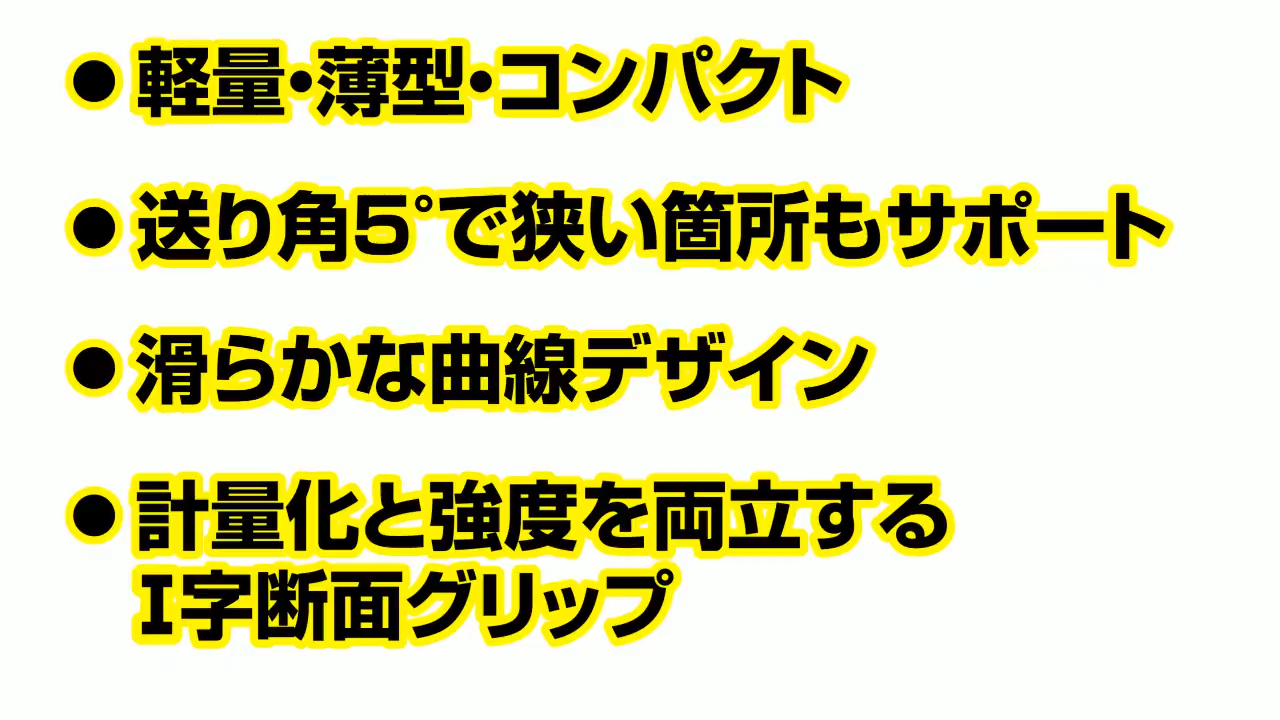 ● 軽量・薄型・コンパクト
● 送り角5°で狭い箇所もサポート
● 滑らかな曲線デザイン
● 計量化と強度を両立する
I字断面グリップ